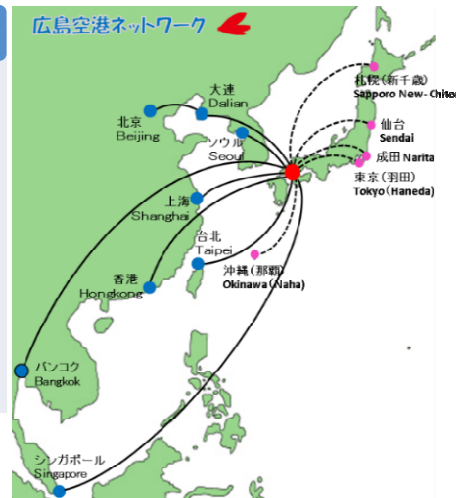 広島空港ネットワーク
札幌(新千歳)
Sapporo New-Chitose
大連
Dalian
北京
Beijing
仙台
Sendai
ソウル
Seoul
成田 Narita
東京(羽田)
Tokyo(Haneda)
上海
Shanghai
台北
Taipei
沖縄(那覇)
Okinawa(Naha)
香港
Hongkong
バンコク
Bangkok
シンガポール
Singapore